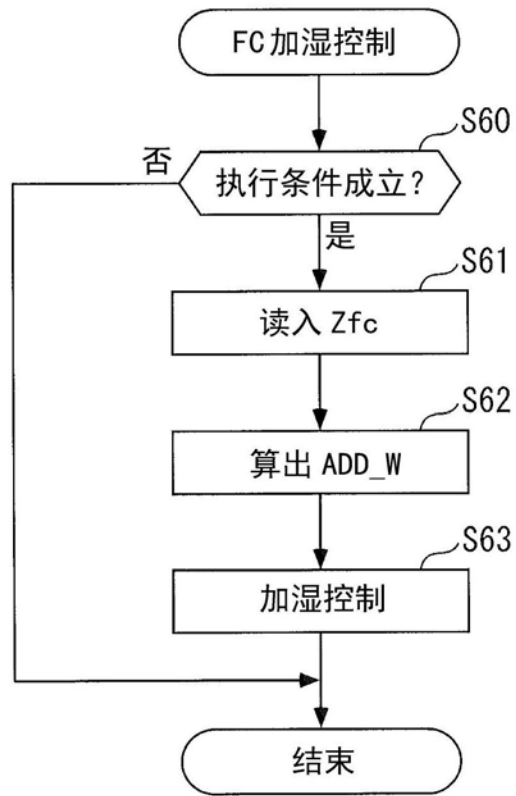 FC加湿控制
S60
否
执行条件成立?
是
S61
读入 Zfc
S62
算出 ADD_W
S63
加湿控制
结束